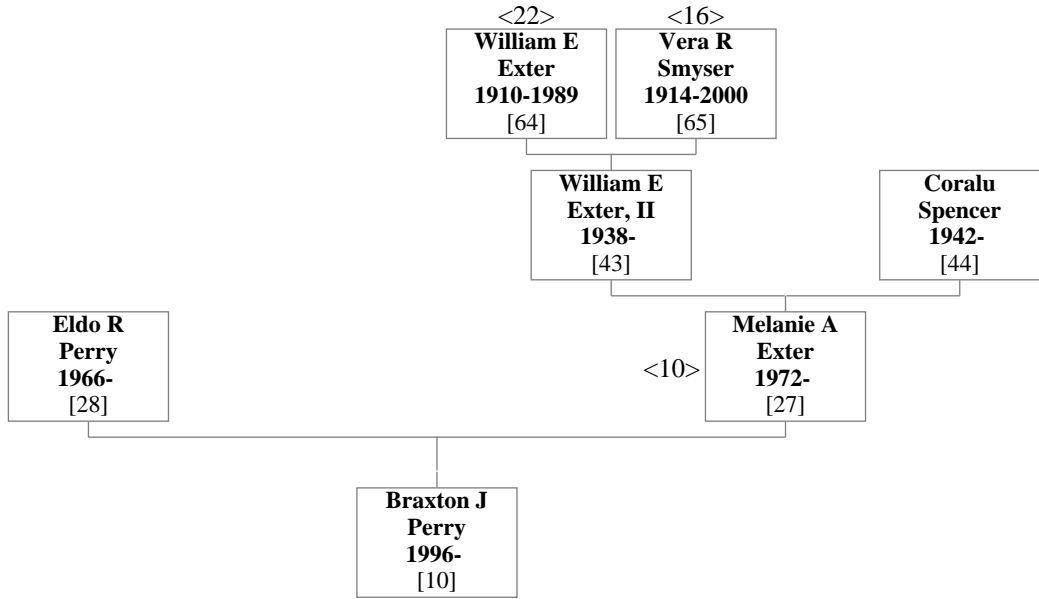 <22>
<16>
William E
Exter
1910-1989
[64]
Vera R
Smyser
1914-2000
[65]
William E
Exter, II
1938-
[43]
Coralu
Spencer
1942-
[44]
Eldo R
Perry
1966-
[28]
<10>
Melanie A
Exter
1972-
[27]
Braxton J
Perry
1996-
[10]